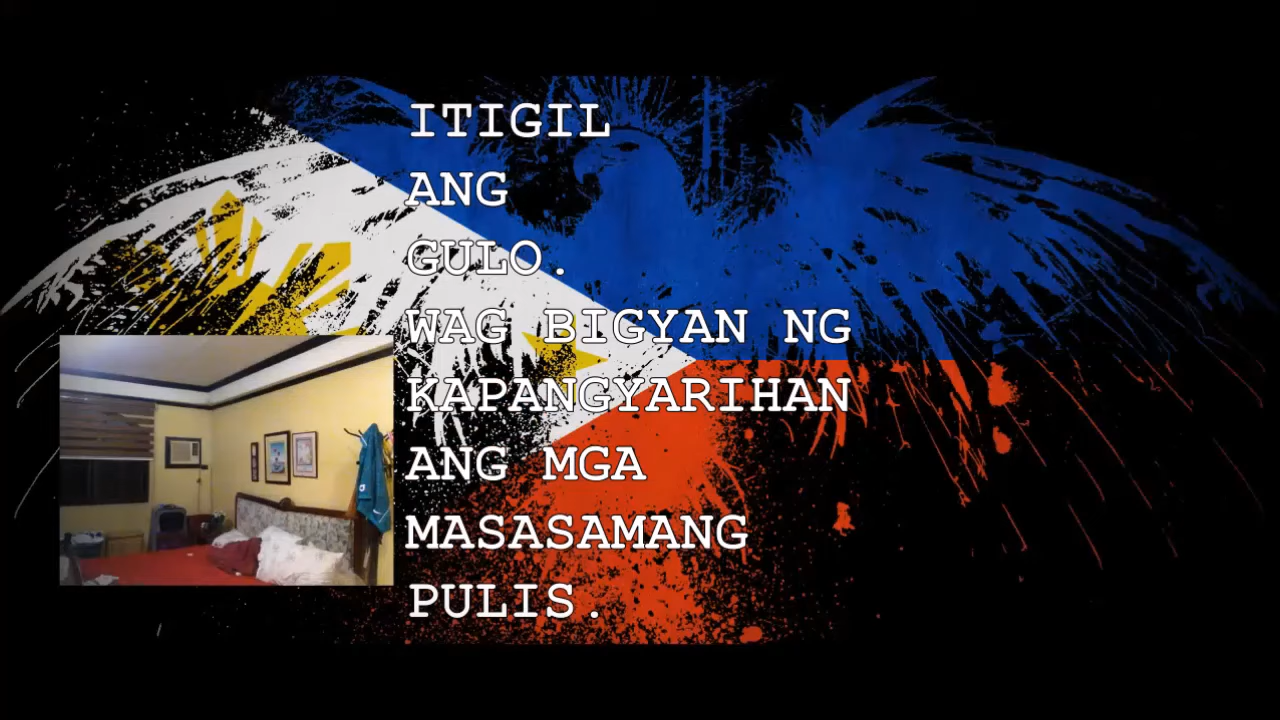 ITIGIL
ANG
GULO.
WAG BIGYAN NG
KAPANGYARIHAN
ANG MGA
MASASAMANG
PULIS.